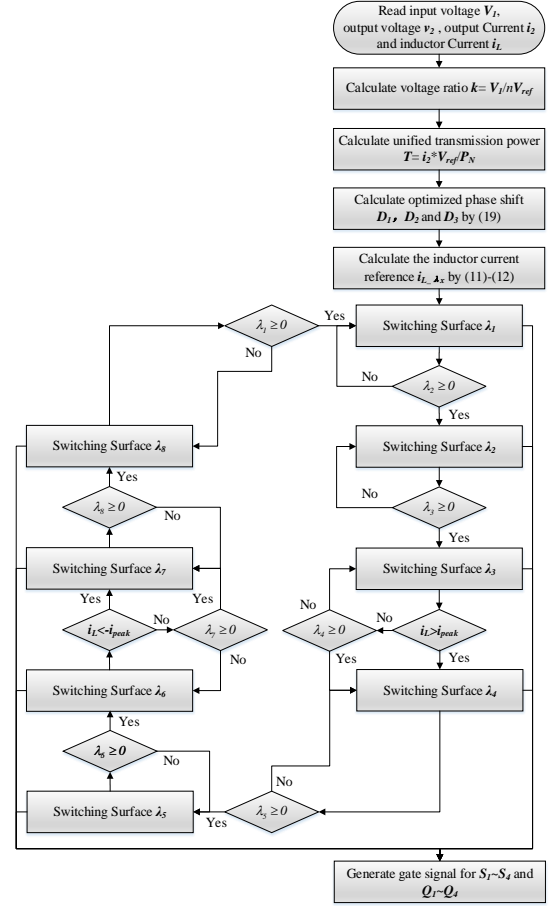 Read input voltage V1,
output voltage v2 , output Current i2
and inductor Current iL
Calculate voltage ratio k= V1/nVref
Calculate unified transmission power
T= i2*Vref/PN
Calculate optimized phase shift
D1, D2 and D3 by (19)
Calculate the inductor current
reference iL_λx by (11)-(12)
λ1 ≥ 0
Yes
No
Switching Surface λ1
λ2 ≥ 0
No
Yes
Switching Surface λ2
λ3 ≥ 0
No
Yes
Switching Surface λ3
iL>ipeak
No
Yes
λ4 ≥ 0
No
Yes
Switching Surface λ4
λ5 ≥ 0
No
Yes
Switching Surface λ5
λ6 ≥ 0
No
Yes
Switching Surface λ6
iL<-ipeak
No
Yes
λ7 ≥ 0
Yes
No
Switching Surface λ7
λ8 ≥ 0
No
Yes
Switching Surface λ8
Generate gate signal for S1~S4 and
Q1~Q4